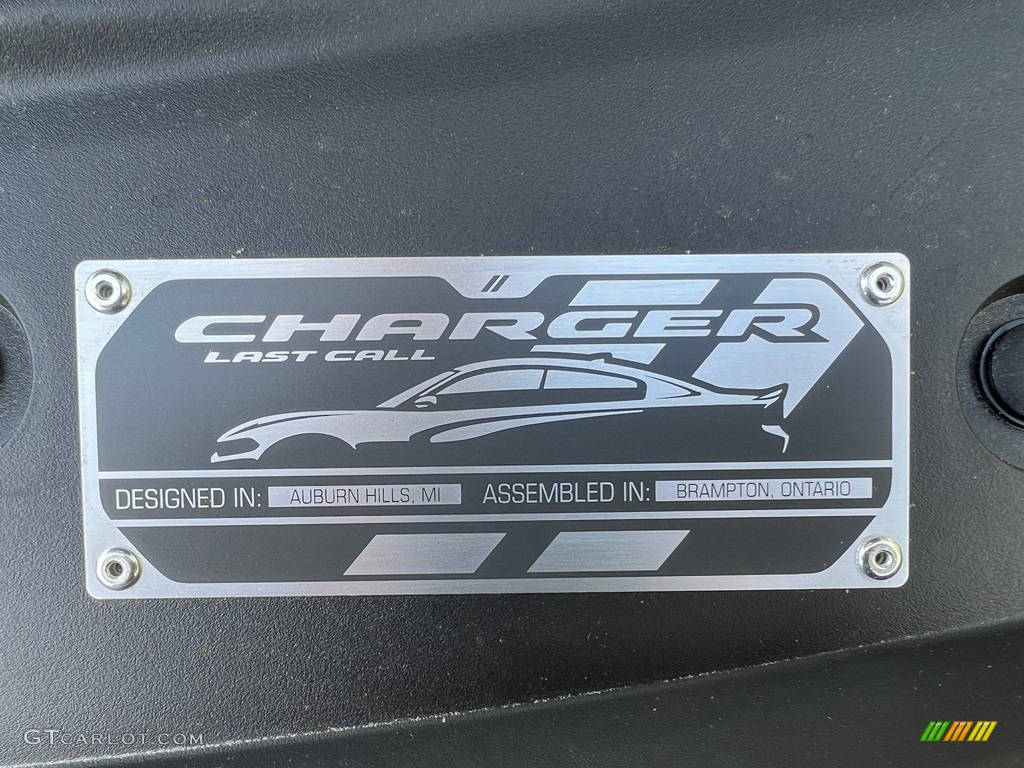 CHARGER
LAST CALL
DESIGNED IN: AUBURN HILLS, MI ASSEMBLED IN: BRAMPTON, ONTARIO
GTCARLOT.COM